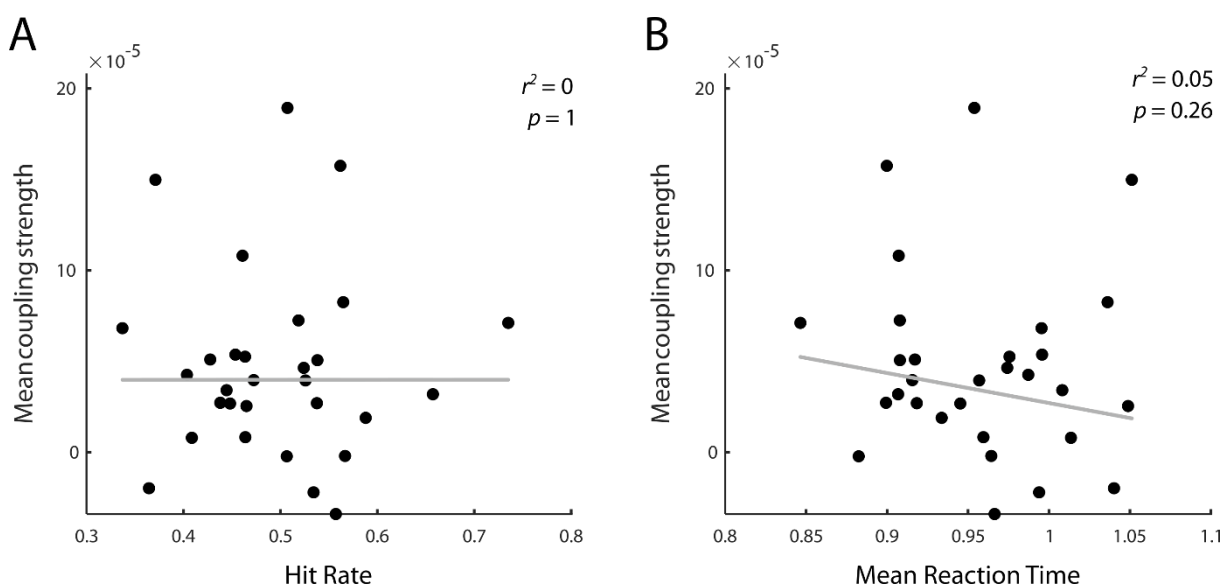 A
×10⁻⁵
r² = 0
p = 1
20
10
0
Mean coupling strength
0.3 0.4 0.5 0.6 0.7 0.8
Hit Rate
B
×10⁻⁵
r² = 0.05
p = 0.26
20
10
0
Mean coupling strength
0.8 0.85 0.9 0.95 1 1.05 1.1
Mean Reaction Time